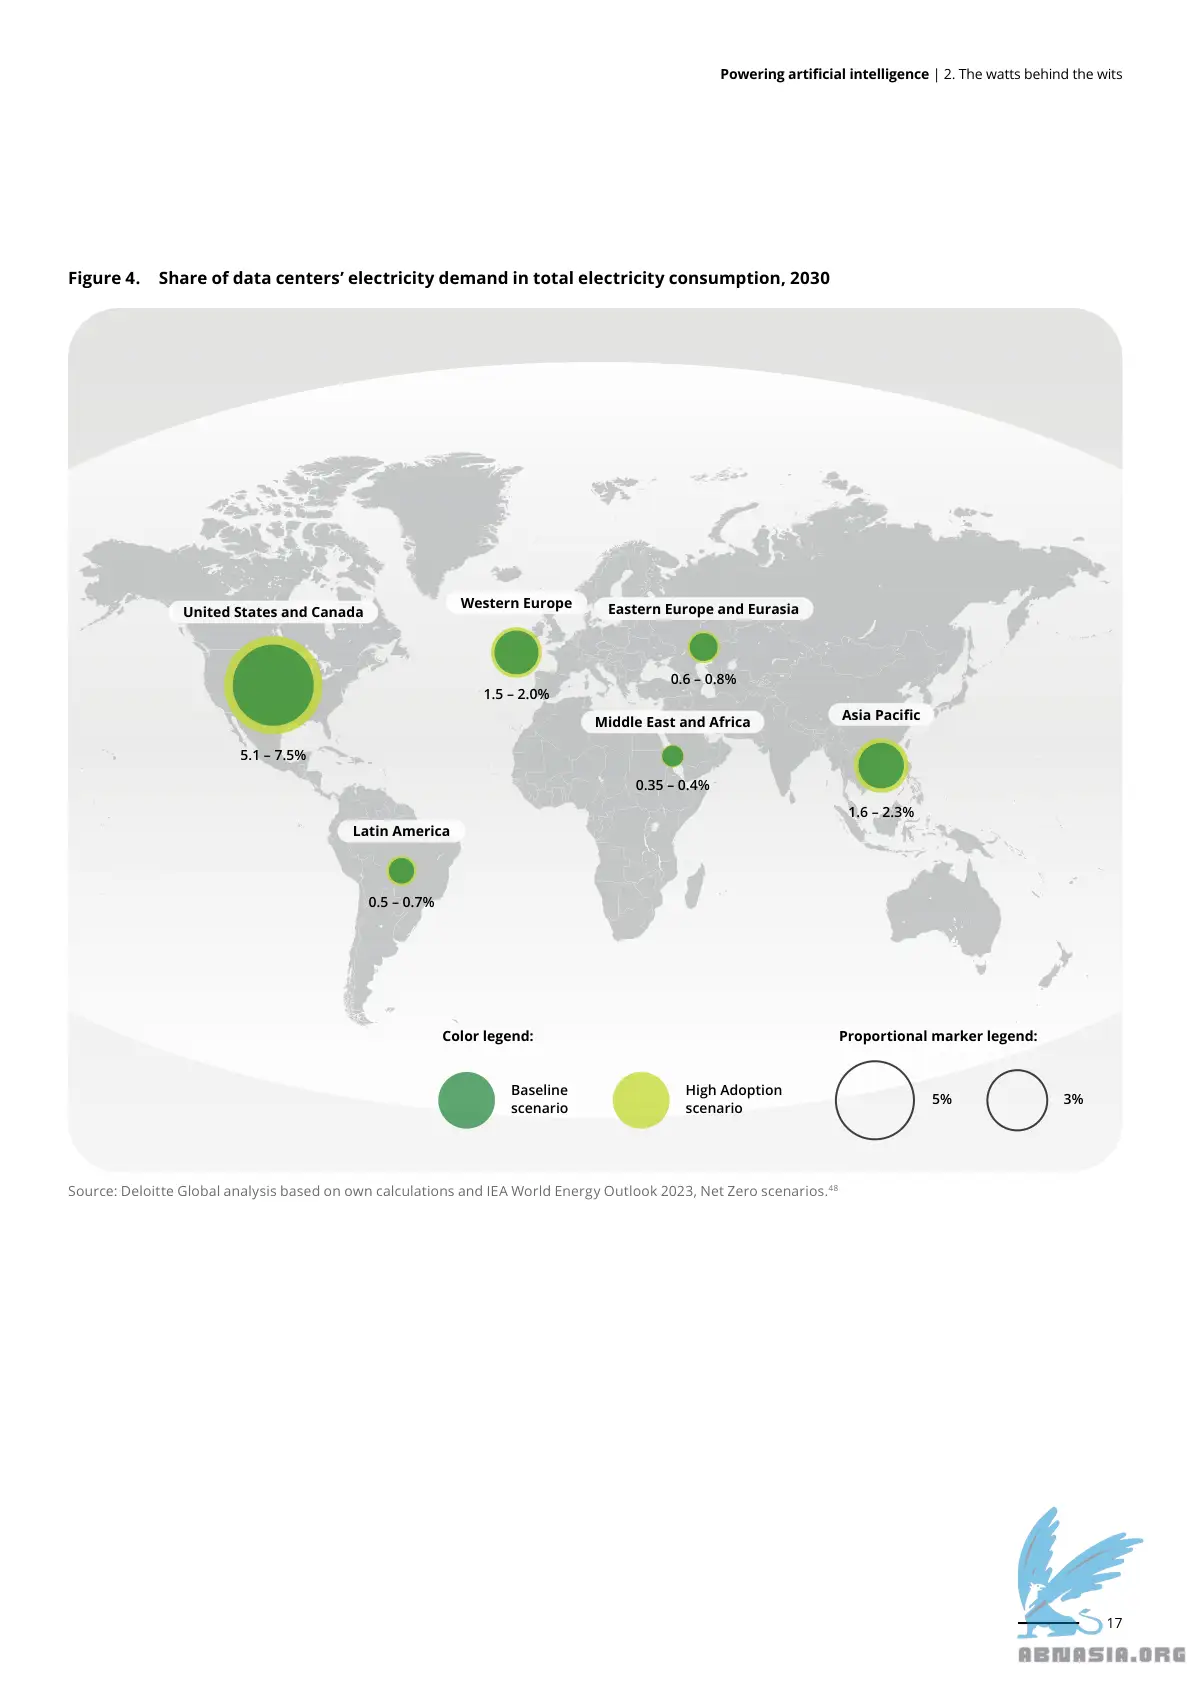 Powering artificial intelligence | 2. The watts behind the wits
Figure 4. Share of data centers’ electricity demand in total electricity consumption, 2030
United States and Canada
5.1 – 7.5%
Western Europe
1.5 – 2.0%
Eastern Europe and Eurasia
0.6 – 0.8%
Middle East and Africa
0.35 – 0.4%
Asia Pacific
1.6 – 2.3%
Latin America
0.5 – 0.7%
Color legend:
Baseline
scenario
High Adoption
scenario
Proportional marker legend:
5%
3%
Source: Deloitte Global analysis based on own calculations and IEA World Energy Outlook 2023, Net Zero scenarios.48
17
ABNASIA.ORG